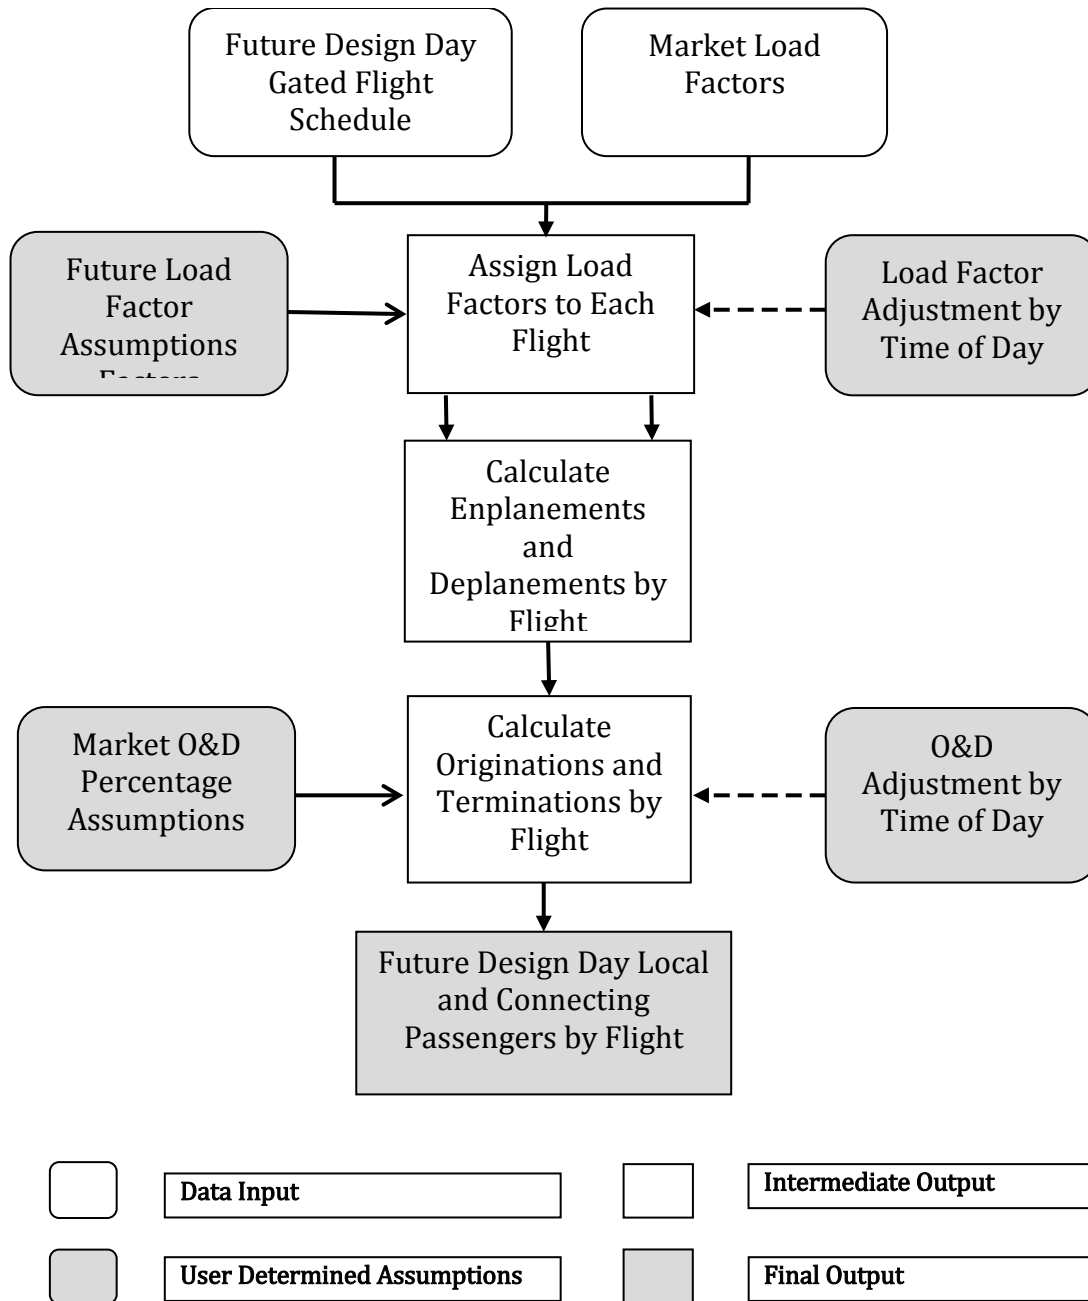 Future Design Day
Gated Flight
Schedule
Market Load
Factors
Future Load
Factor
Assumptions
Factors
Assign Load
Factors to Each
Flight
Load Factor
Adjustment by
Time of Day
Calculate
Enplanements
and
Deplanements by
Flight
Market O&D
Percentage
Assumptions
Calculate
Originations and
Terminations by
Flight
O&D
Adjustment by
Time of Day
Future Design Day Local
and Connecting
Passengers by Flight
Data Input
Intermediate Output
User Determined Assumptions
Final Output